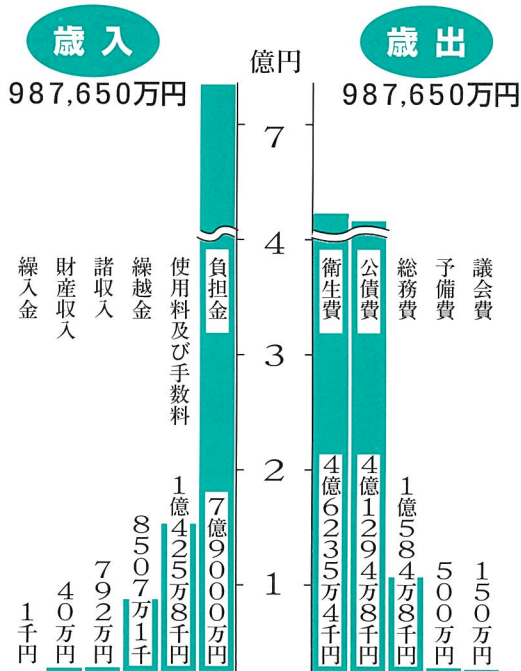 歳入
987,650万円
歳出
987,650万円
億円
7
4
3
2
1
繰入金
1千円
財産収入
40万円
諸収入
792万円
繰越金
8507万1千
使用料及び手数料
1億425万8千円
負担金
7億9000万円
衛生費
4億6235万4千円
公債費
4億1294万8千円
総務費
1億584万8千円
予備費
500万円
議会費
150万円